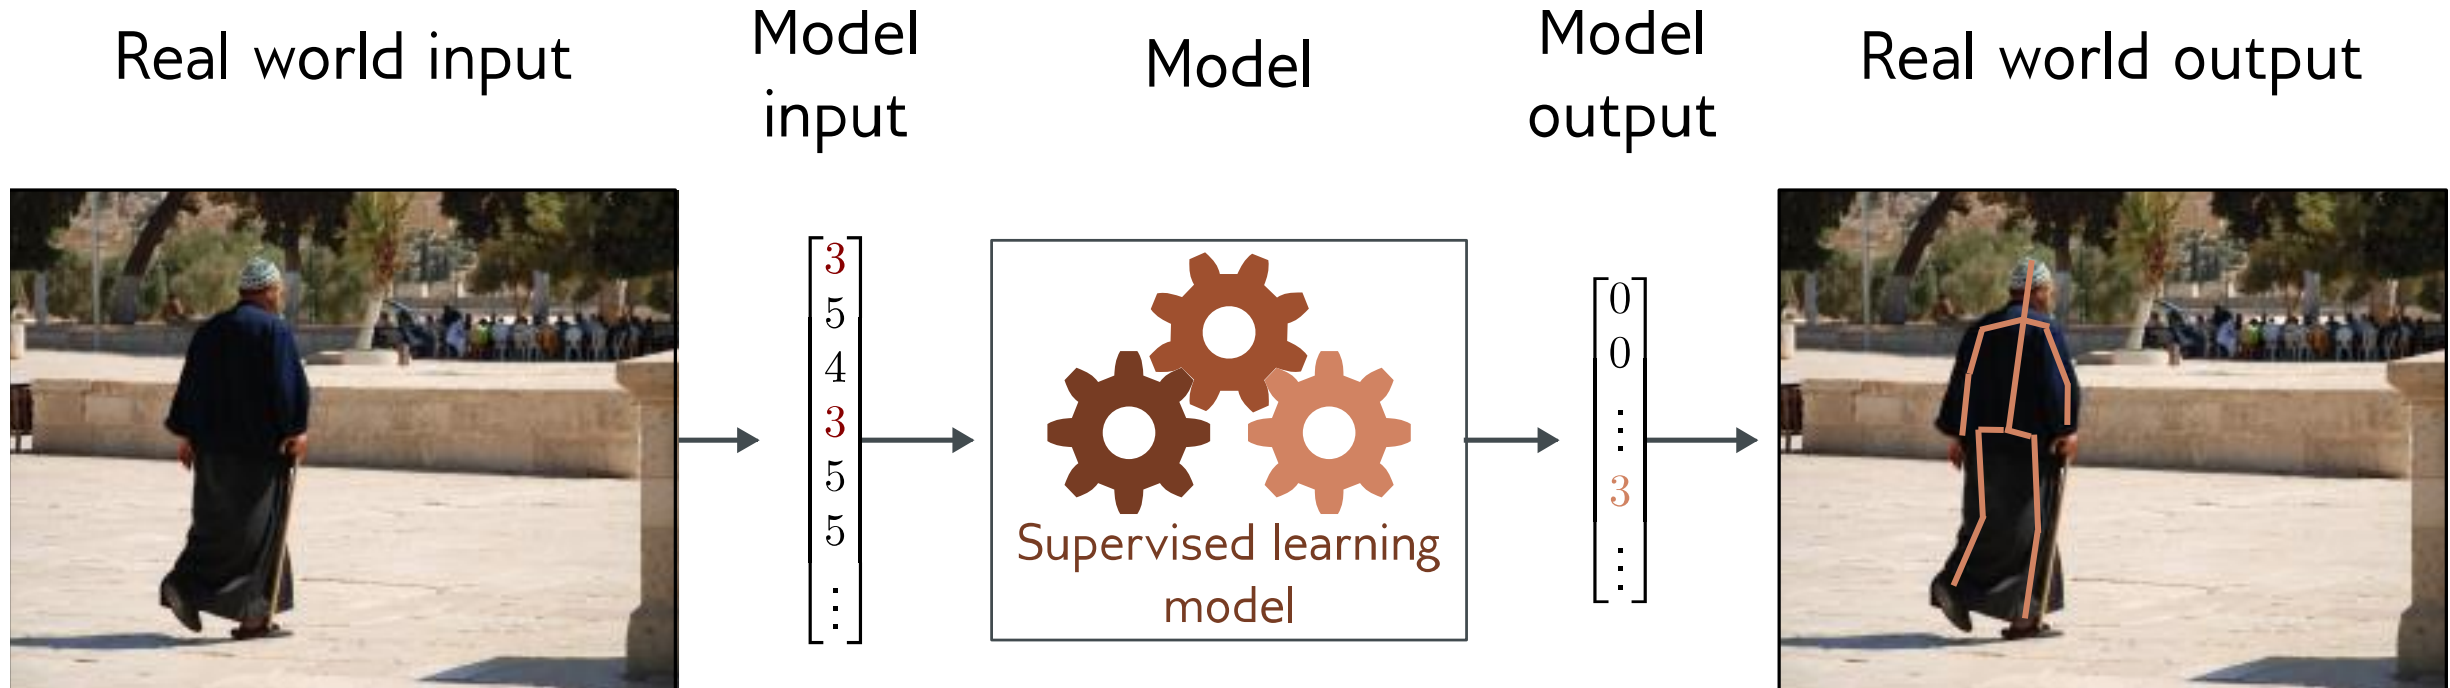 Real world input
Model
input
Model
Model
output
Real world output
3
5
4
3
5
5
⋮
Supervised learning
model
0
0
⋮
3
⋮